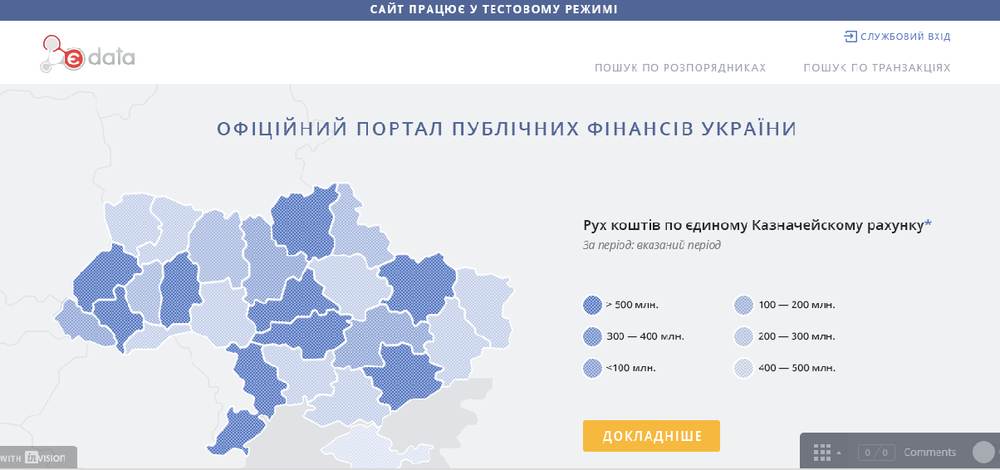 САЙТ ПРАЦЮЄ У ТЕСТОВОМУ РЕЖИМІ
СЛУЖБОВИЙ ВХІД
єdata
ПОШУК ПО РОЗПОРЯДНИКАХ ПОШУК ПО ТРАНЗАКЦІЯХ
ОФІЦІЙНИЙ ПОРТАЛ ПУБЛІЧНИХ ФІНАНСІВ УКРАЇНИ
Рух коштів по єдиному Казначейскому рахунку*
За період: вказаний період
> 500 млн. 100 — 200 млн.
300 — 400 млн. 200 — 300 млн.
<100 млн. 400 — 500 млн.
ДОКЛАДНІШЕ
WITH inVISION 0 / 0 Comments